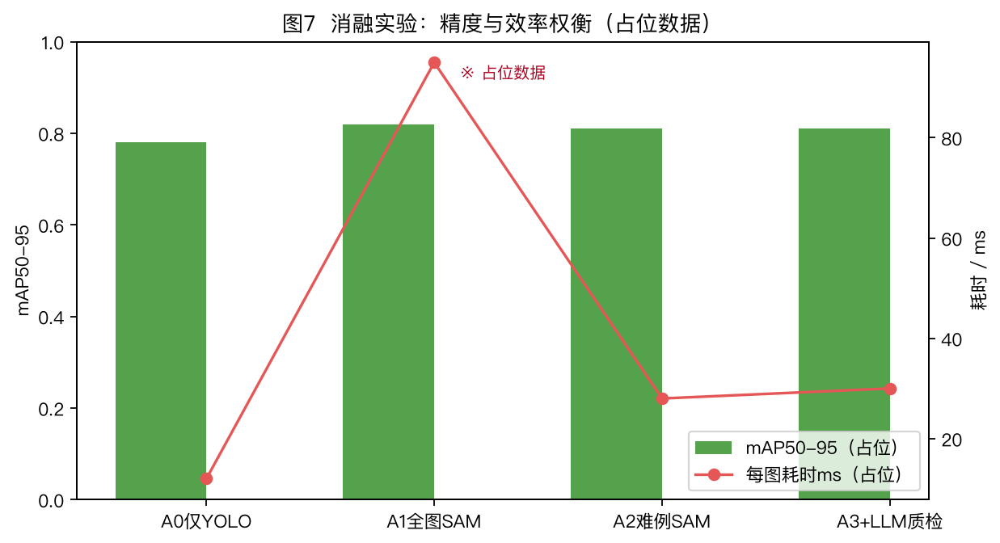 图7 消融实验：精度与效率权衡（占位数据）
※ 占位数据
mAP50−95
1.0
0.8
0.6
0.4
0.2
0.0
80
60
40
20
耗时 / ms
mAP50−95（占位）
每图耗时ms（占位）
A0仅YOLO
A1全图SAM
A2难例SAM
A3+LLM质检